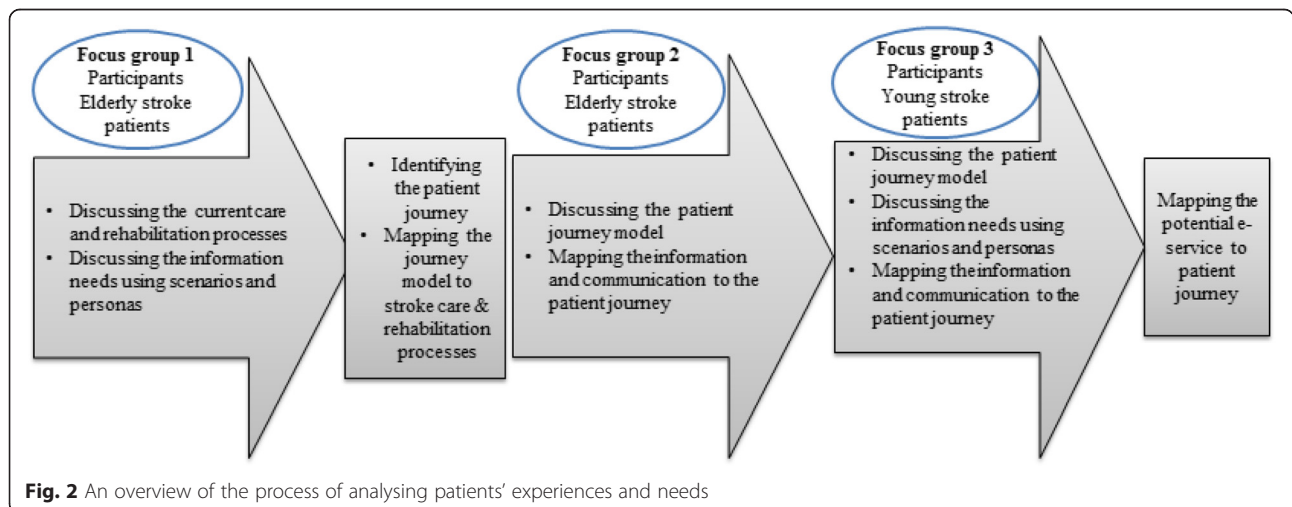 Focus group 1
Participants
Elderly stroke
patients
• Discussing the current care
and rehabilitation processes
• Discussing the information
needs using scenarios and
personas
• Identifying
the patient
journey
• Mapping the
journey
model to
stroke care &
rehabilitation
processes
Focus group 2
Participants
Elderly stroke
patients
• Discussing the patient
journey model
• Mapping the information
and communication to the
patient journey
Focus group 3
Participants
Young stroke
patients
• Discussing the patient
journey model
• Discussing the
information needs using
scenarios and personas
• Mapping the information
and communication to the
patient journey
Mapping the
potential e-
service to
patient
journey
Fig. 2 An overview of the process of analysing patients’ experiences and needs